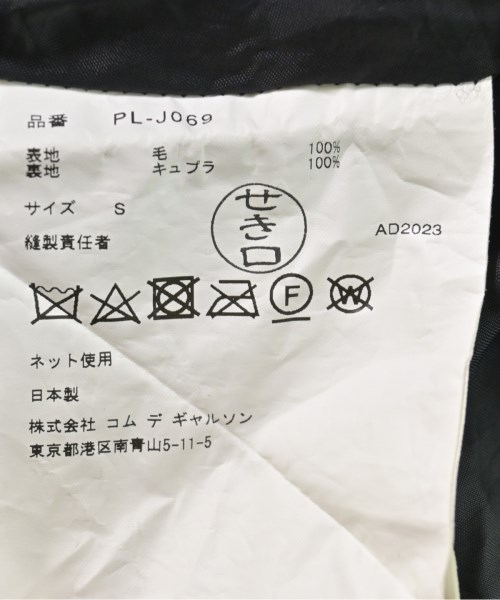 品番 PL-J069
表地 毛 100%
裏地 キュプラ 100%
サイズ S
せき口
AD2023
縫製責任者
F
W
ネット使用
日本製
株式会社 コム デ ギャルソン
東京都港区南青山5-11-5